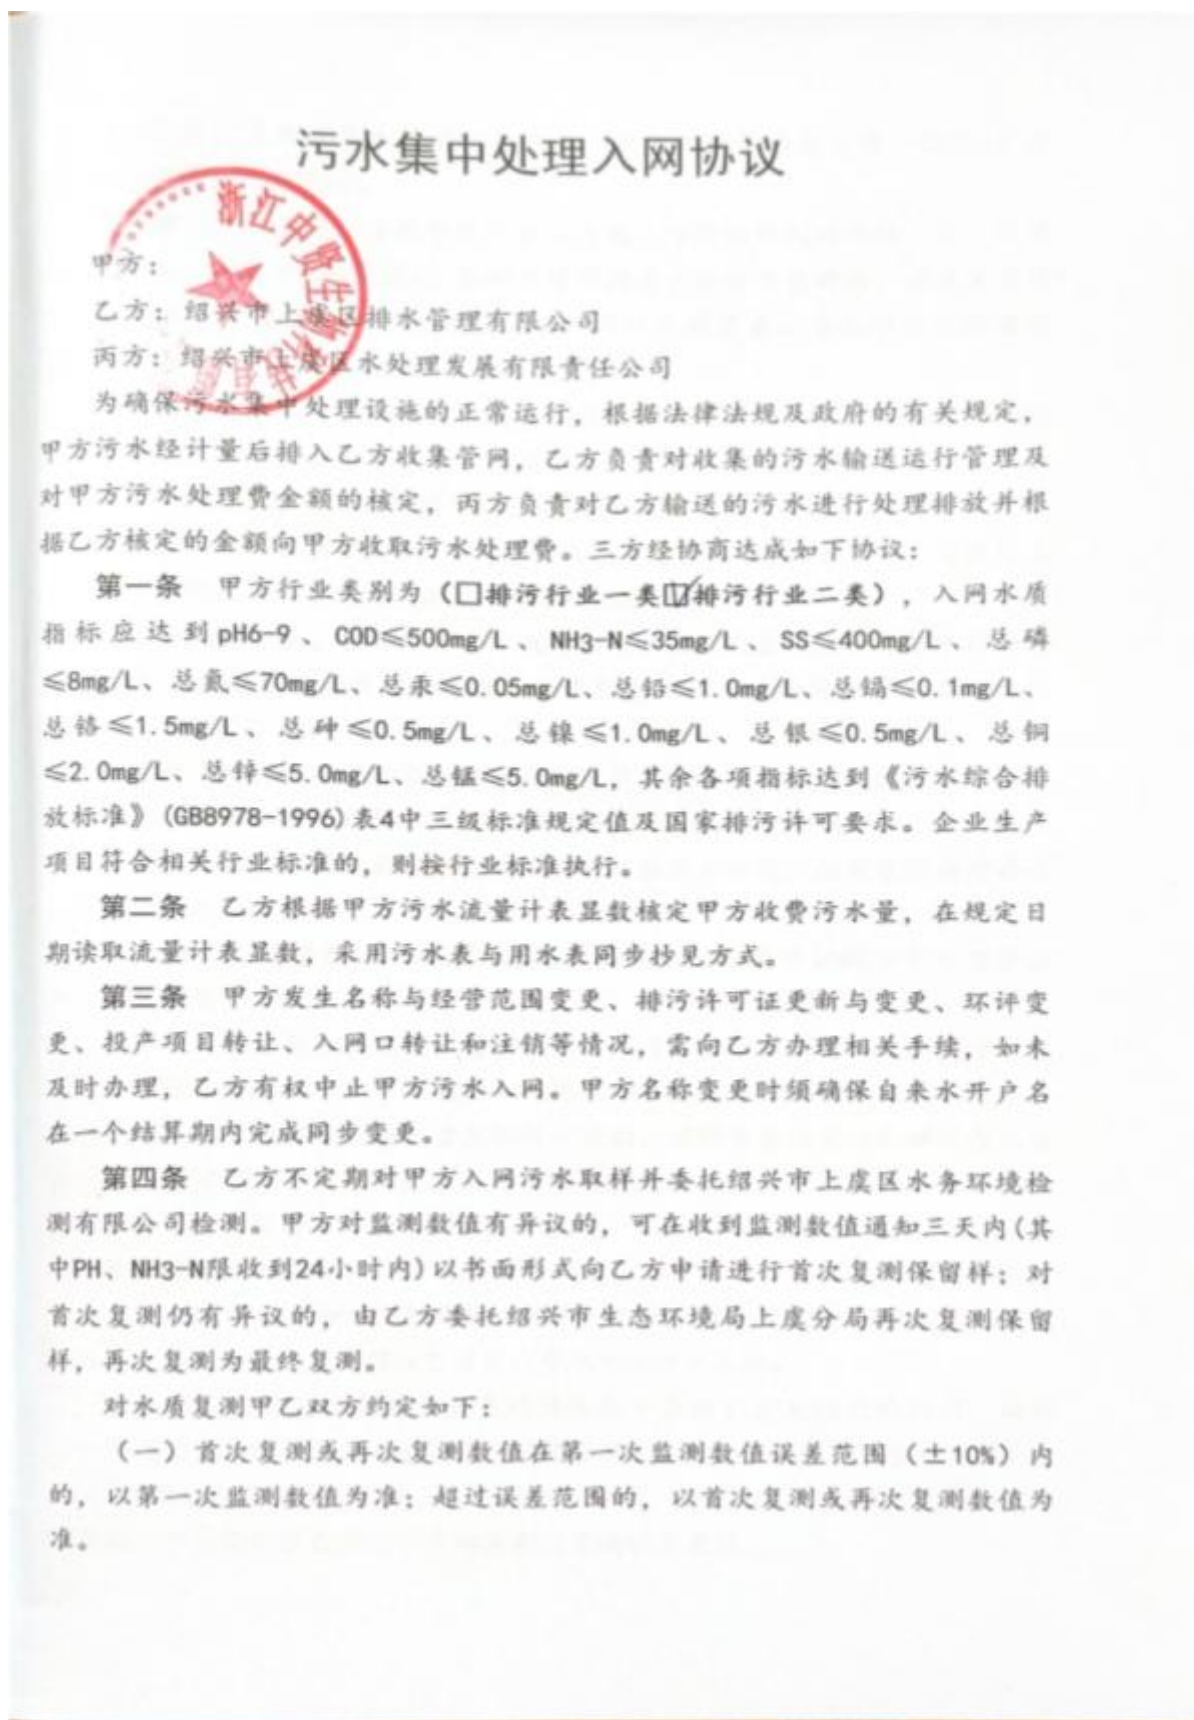 污水集中处理入网协议
浙江中
甲方：
乙方：绍兴市上虞区排水管理有限公司
丙方：绍兴市上虞区水处理发展有限责任公司
为确保污水集中处理设施的正常运行，根据法律法规及政府的有关规定，
甲方污水经计量后排入乙方收集管网，乙方负责对收集的污水输送运行管理及
对甲方污水处理费金额的核定，丙方负责对乙方输送的污水进行处理排放并根
据乙方核定的金额向甲方收取污水处理费。三方经协商达成如下协议：
第一条 甲方行业类别为（□排污行业一类☑排污行业二类），入网水质
指标应达到pH6-9、COD≤500mg/L、NH3-N≤35mg/L、SS≤400mg/L、总磷
≤8mg/L、总氮≤70mg/L、总汞≤0.05mg/L、总铅≤1.0mg/L、总镉≤0.1mg/L、
总铬≤1.5mg/L、总砷≤0.5mg/L、总镍≤1.0mg/L、总银≤0.5mg/L、总铜
≤2.0mg/L、总锌≤5.0mg/L、总锰≤5.0mg/L，其余各项指标达到《污水综合排
放标准》(GB8978-1996)表4中三级标准规定值及国家排污许可要求。企业生产
项目符合相关行业标准的，则按行业标准执行。
第二条 乙方根据甲方污水流量计表显数核定甲方收费污水量，在规定日
期读取流量计表显数，采用污水表与用水表同步抄见方式。
第三条 甲方发生名称与经营范围变更、排污许可证更新与变更、环评变
更、投产项目转让、入网口转让和注销等情况，需向乙方办理相关手续，如未
及时办理，乙方有权中止甲方污水入网。甲方名称变更时须确保自来水开户名
在一个结算期内完成同步变更。
第四条 乙方不定期对甲方入网污水取样并委托绍兴市上虞区水务环境检
测有限公司检测。甲方对监测数值有异议的，可在收到监测数值通知三天内(其
中PH、NH3-N限收到24小时内)以书面形式向乙方申请进行首次复测保留样；对
首次复测仍有异议的，由乙方委托绍兴市生态环境局上虞分局再次复测保留
样，再次复测为最终复测。
对水质复测甲乙双方约定如下：
（一）首次复测或再次复测数值在第一次监测数值误差范围（±10%）内
的，以第一次监测数值为准；超过误差范围的，以首次复测或再次复测数值为
准。